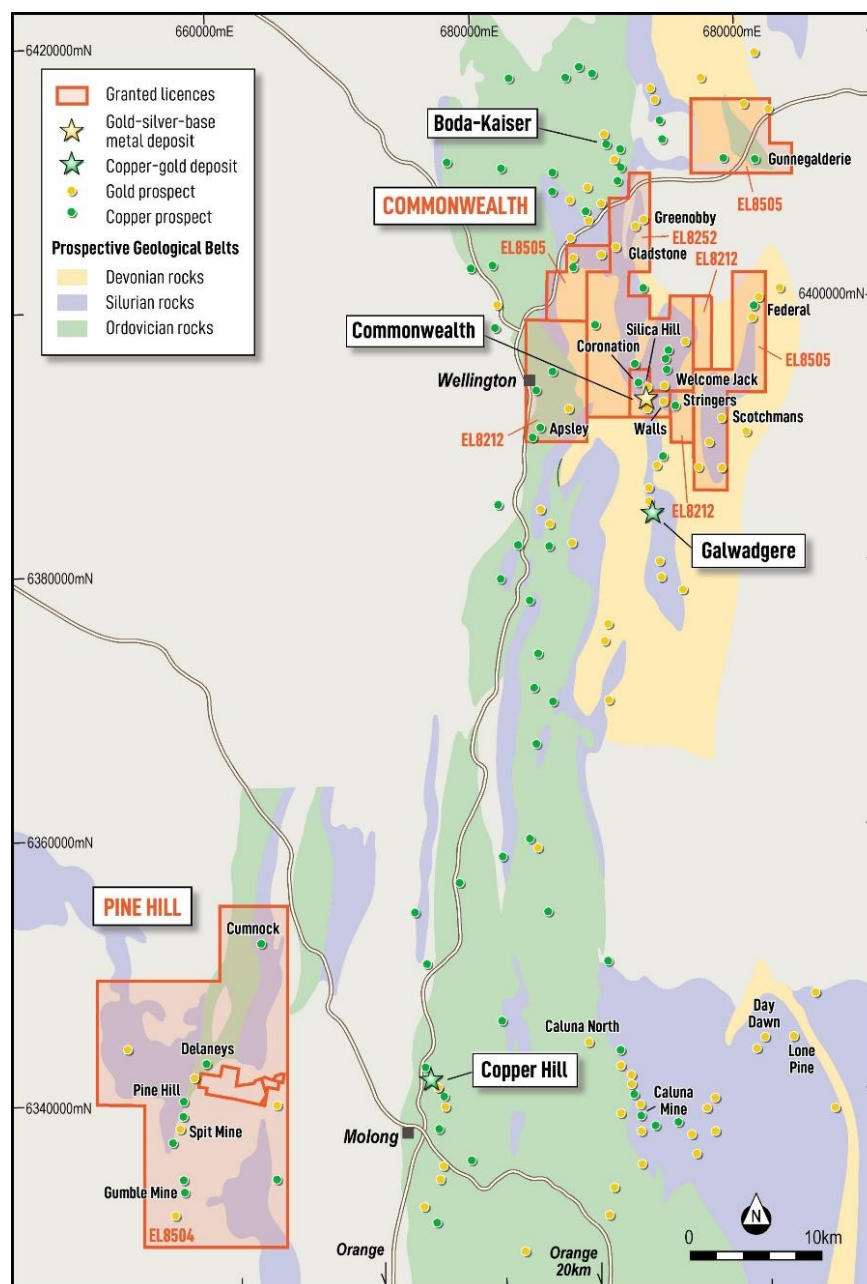 660000mE
680000mE
680000mE
6420000mN
Granted licences
Gold-silver-base
metal deposit
Copper-gold deposit
Gold prospect
Copper prospect
Prospective Geological Belts
Devonian rocks
Silurian rocks
Ordovician rocks
Boda-Kaiser
Gunnegalderie
EL8505
COMMONWEALTH
Greenobby
EL8252
EL8505
Gladstone
EL8212
6400000mN
Federal
Silica Hill
Commonwealth
Coronation
EL8505
Wellington
Welcome Jack
Stringers
Scotchmans
Walls
Apsley
EL8212
EL8212
Galwadgere
6380000mN
6360000mN
PINE HILL
Cumnock
Day
Dawn
Caluna North
Lone
Pine
Delaneys
Copper Hill
Pine Hill
Caluna
Mine
6340000mN
Spit Mine
Molong
Gumble Mine
N
EL8504
0
10km
Orange
Orange
20km